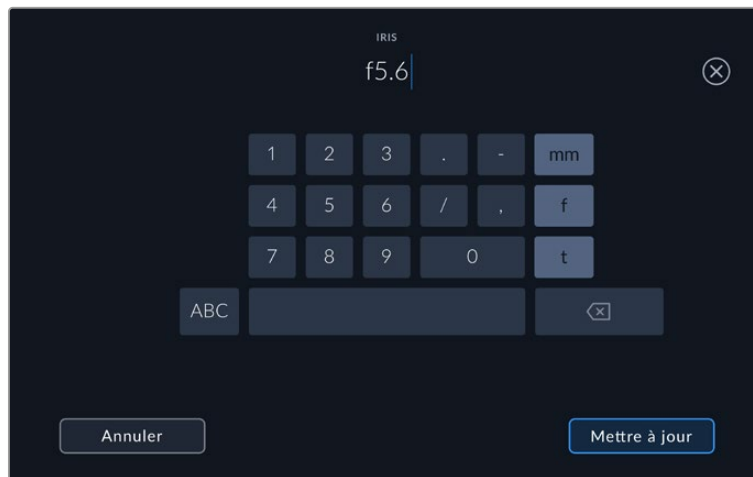 IRIS
f5.6
1 2 3 . - mm
4 5 6 / , f
7 8 9 0 t
ABC
Annuler Mettre à jour